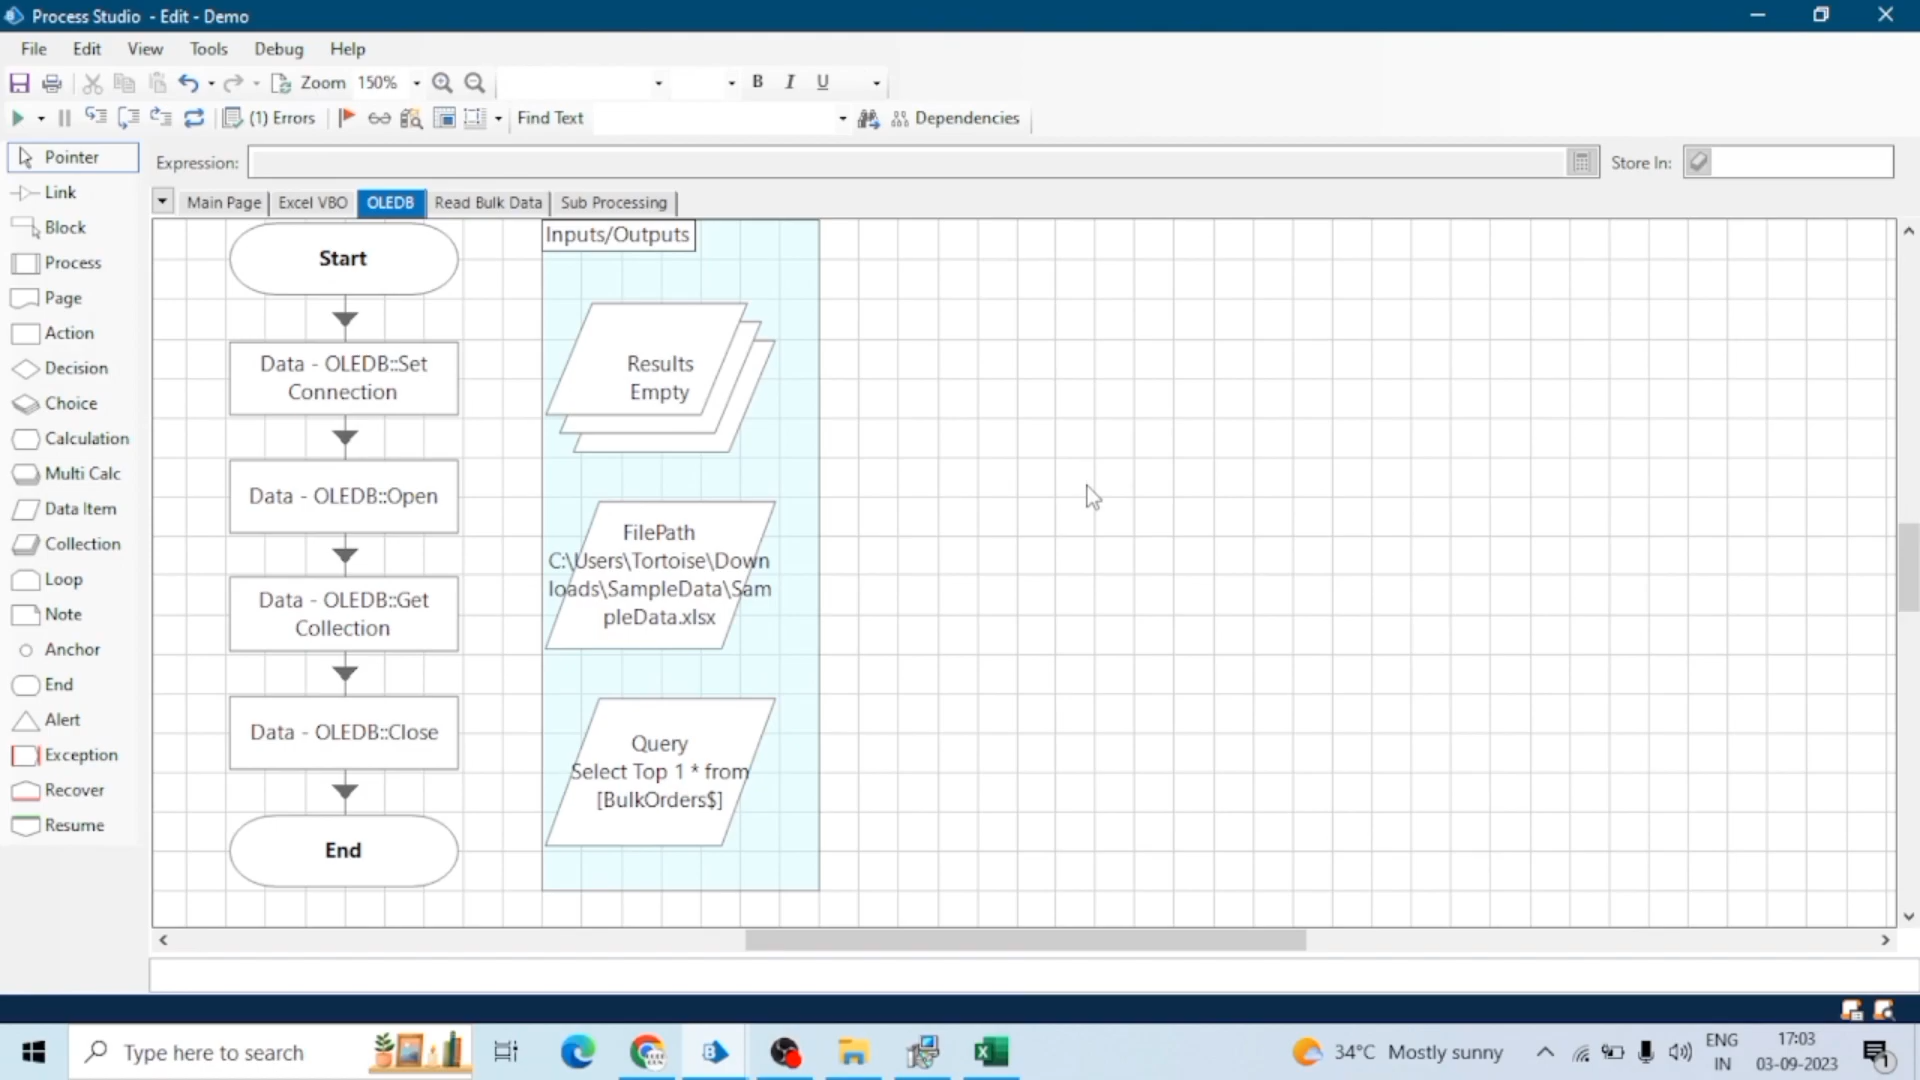 Process Studio - Edit - Demo
File Edit View Tools Debug Help
Zoom 150% B I U
(1) Errors Find Text Dependencies
Pointer
Link
Block
Process
Page
Action
Decision
Choice
Calculation
Multi Calc
Data Item
Collection
Loop
Note
Anchor
End
Alert
Exception
Recover
Resume
Expression: Store In:
Main Page Excel VBO OLEDB Read Bulk Data Sub Processing
Start
Data - OLEDB::Set
Connection
Data - OLEDB::Open
Data - OLEDB::Get
Collection
Data - OLEDB::Close
End
Inputs/Outputs
Results
Empty
FilePath
C:\Users\Tortoise\Down
loads\SampleData\Sam
pleData.xlsx
Query
Select Top 1 * from
[BulkOrders$]
Type here to search
34°C Mostly sunny
ENG
IN
17:03
03-09-2023
1